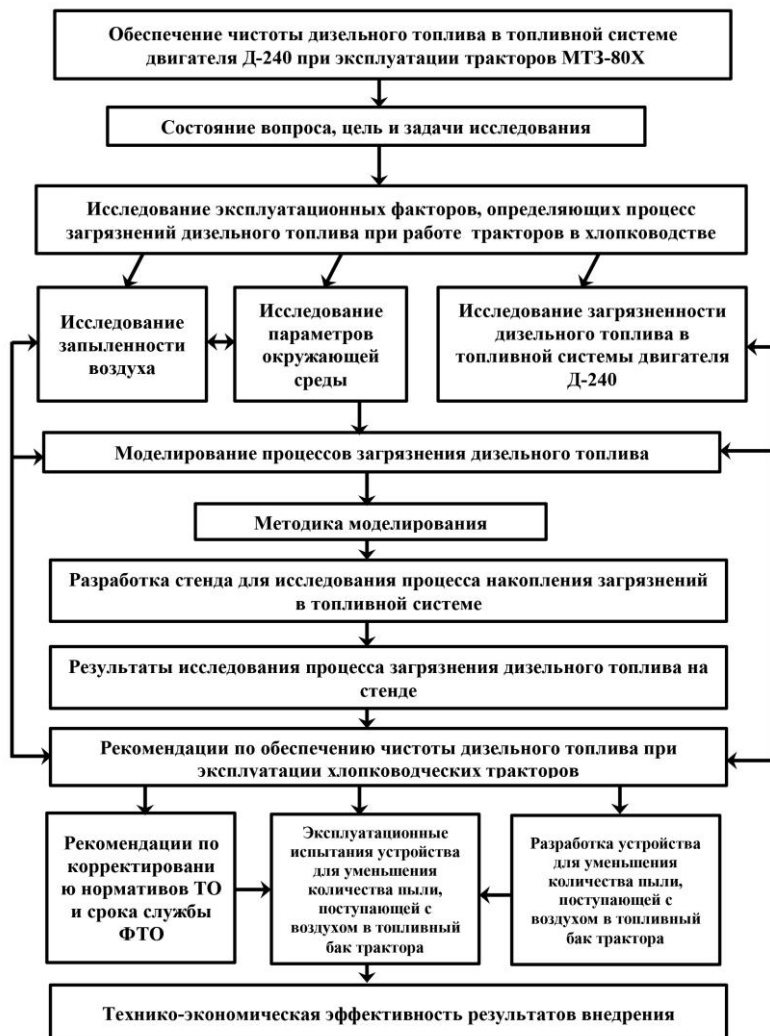 Обеспечение чистоты дизельного топлива в топливной системе
двигателя Д-240 при эксплуатации тракторов МТЗ-80Х
Состояние вопроса, цель и задачи исследования
Исследование эксплуатационных факторов, определяющих процесс
загрязнений дизельного топлива при работе тракторов в хлопководстве
Исследование
запыленности
воздуха
Исследование
параметров
окружающей
среды
Исследование загрязненности
дизельного топлива в
топливной системы двигателя
Д-240
Моделирование процессов загрязнения дизельного топлива
Методика моделирования
Разработка стенда для исследования процесса накопления загрязнений
в топливной системе
Результаты исследования процесса загрязнения дизельного топлива на
стенде
Рекомендации по обеспечению чистоты дизельного топлива при
эксплуатации хлопководческих тракторов
Рекомендации по
корректировани
ю нормативов ТО
и срока службы
ФТО
Эксплуатационные
испытания устройства
для уменьшения
количества пыли,
поступающей с
воздухом в топливный
бак трактора
Разработка устройства
для уменьшения
количества пыли,
поступающей с
воздухом в топливный
бак трактора
Технико-экономическая эффективность результатов внедрения